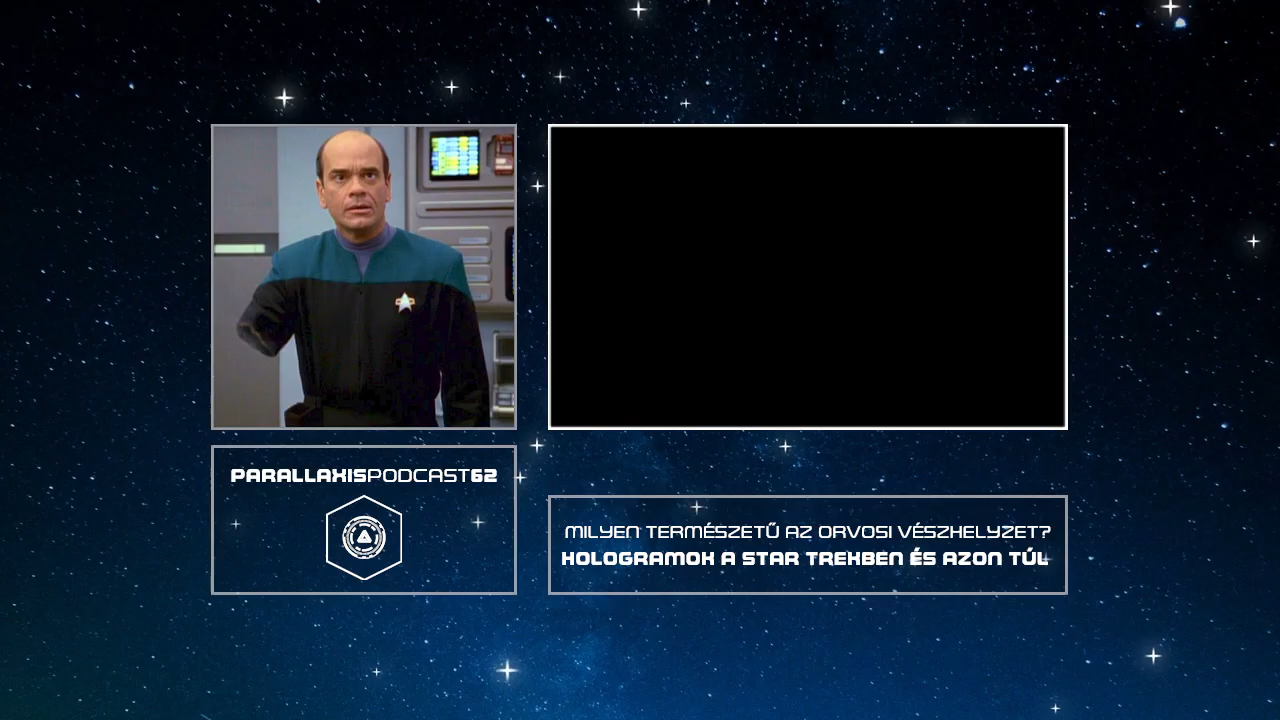 PARALLAXISPODCAST62
MILYEN TERMÉSZETŰ AZ ORVOSI VÉSZHELYZET?
HOLOGRAMOK A STAR TREKBEN ÉS AZON TÚL